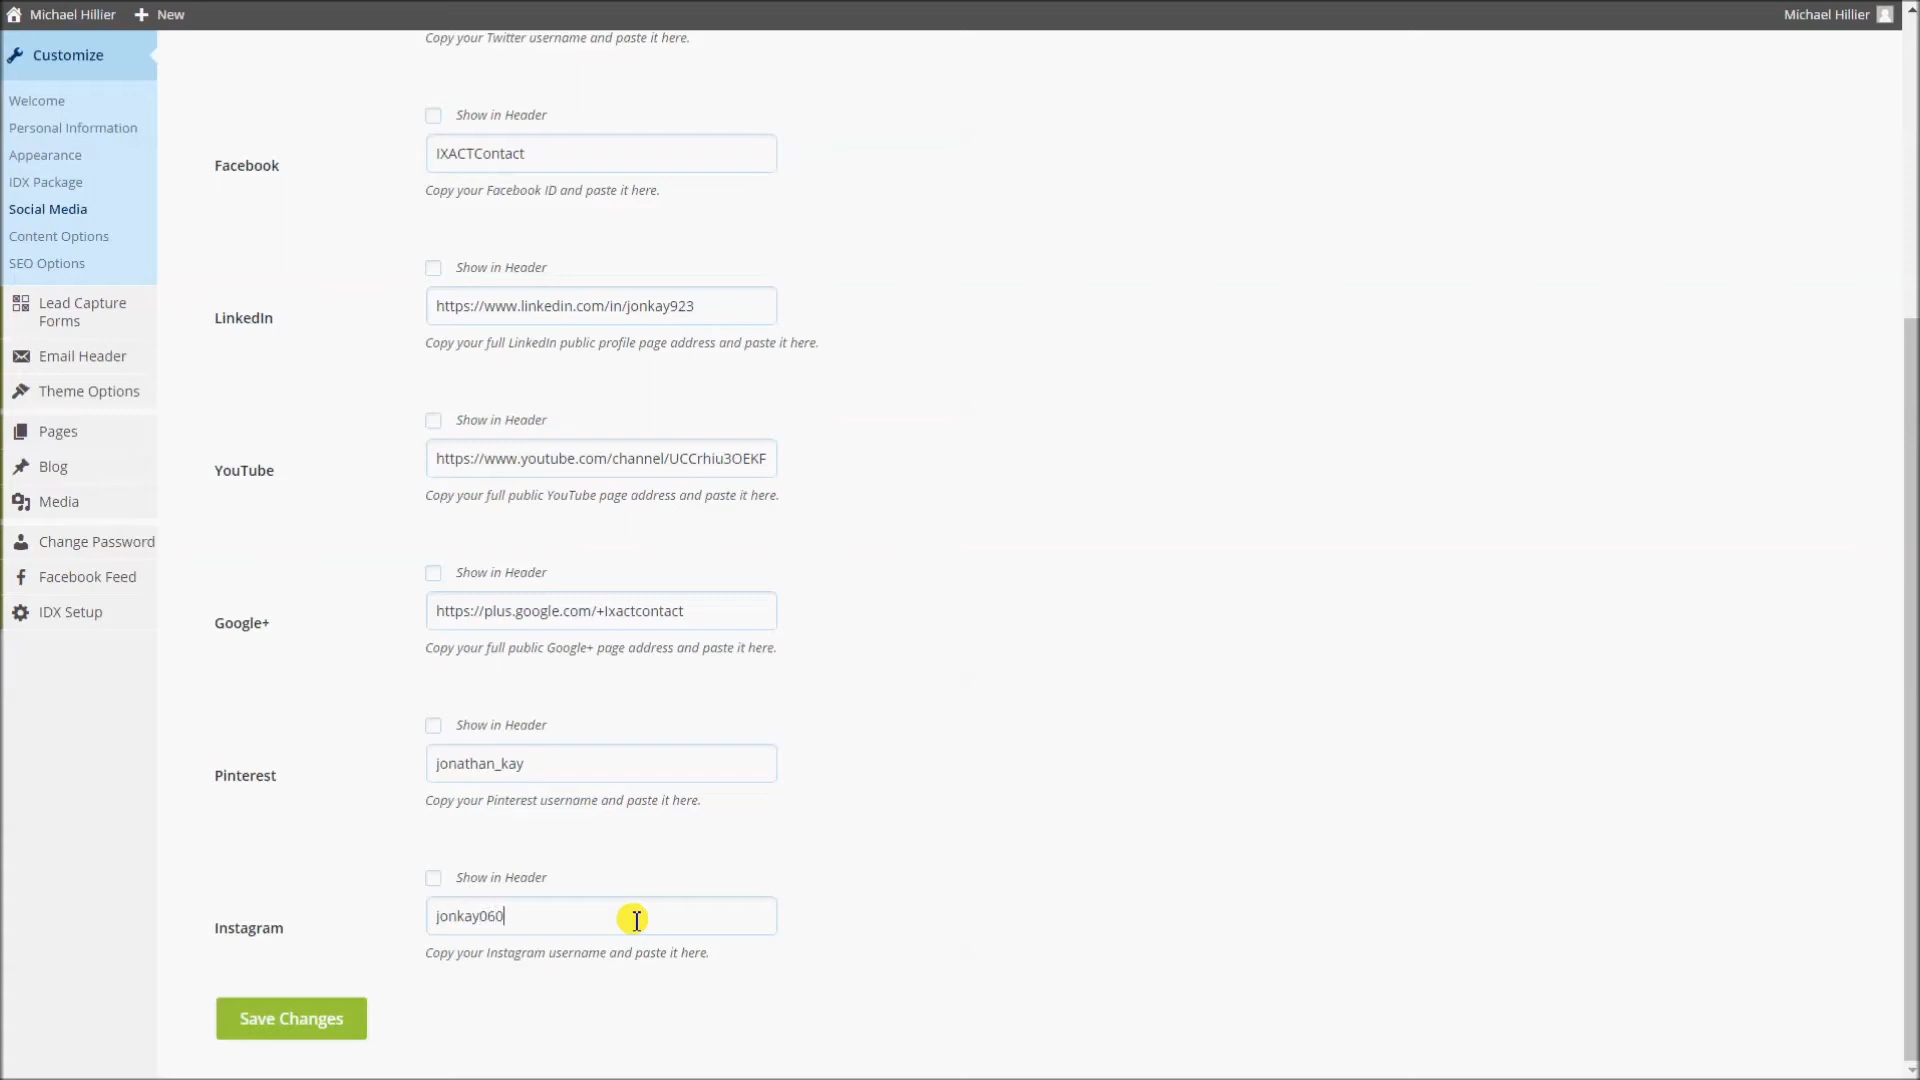 Michael Hillier
New
Michael Hillier
Customize
Welcome
Personal Information
Appearance
IDX Package
Social Media
Content Options
SEO Options
Lead Capture
Forms
Email Header
Theme Options
Pages
Blog
Media
Change Password
Facebook Feed
IDX Setup
Copy your Twitter username and paste it here.
Show in Header
Facebook
IXACTContact
Copy your Facebook ID and paste it here.
Show in Header
LinkedIn
https://www.linkedin.com/in/jonkay923
Copy your full LinkedIn public profile page address and paste it here.
Show in Header
YouTube
https://www.youtube.com/channel/UCCrhiu3OEKF
Copy your full public YouTube page address and paste it here.
Show in Header
Google+
https://plus.google.com/+Ixactcontact
Copy your full public Google+ page address and paste it here.
Show in Header
Pinterest
jonathan_kay
Copy your Pinterest username and paste it here.
Show in Header
Instagram
jonkay060
Copy your Instagram username and paste it here.
Save Changes